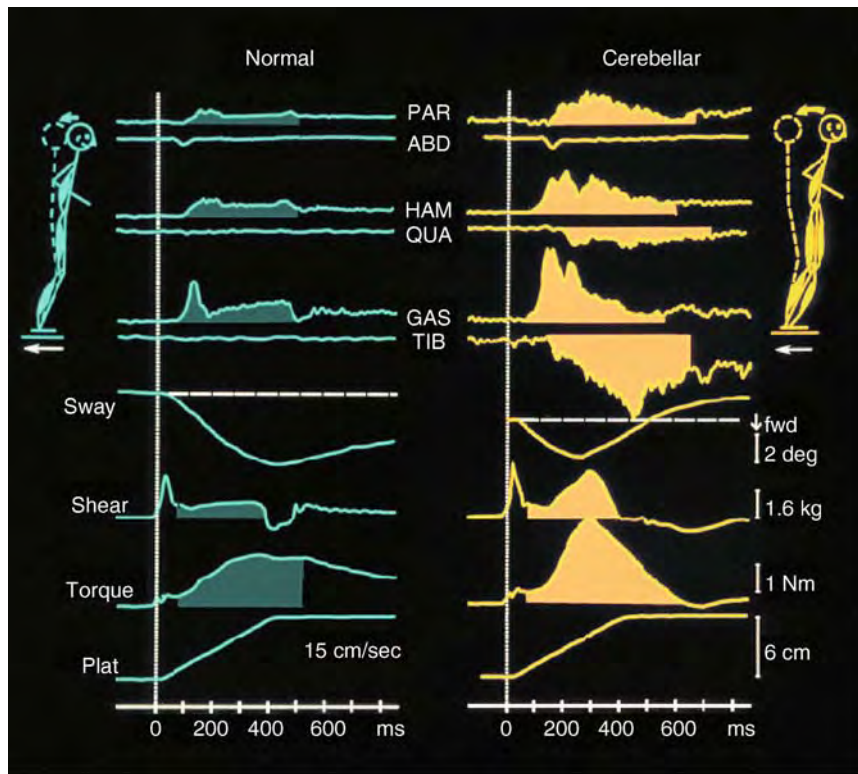 Normal Cerebellar
PAR
ABD
HAM
QUA
GAS
TIB
Sway
fwd
2 deg
Shear
1.6 kg
Torque
1 Nm
15 cm/sec
Plat
6 cm
0 200 400 600 ms 0 200 400 600 ms